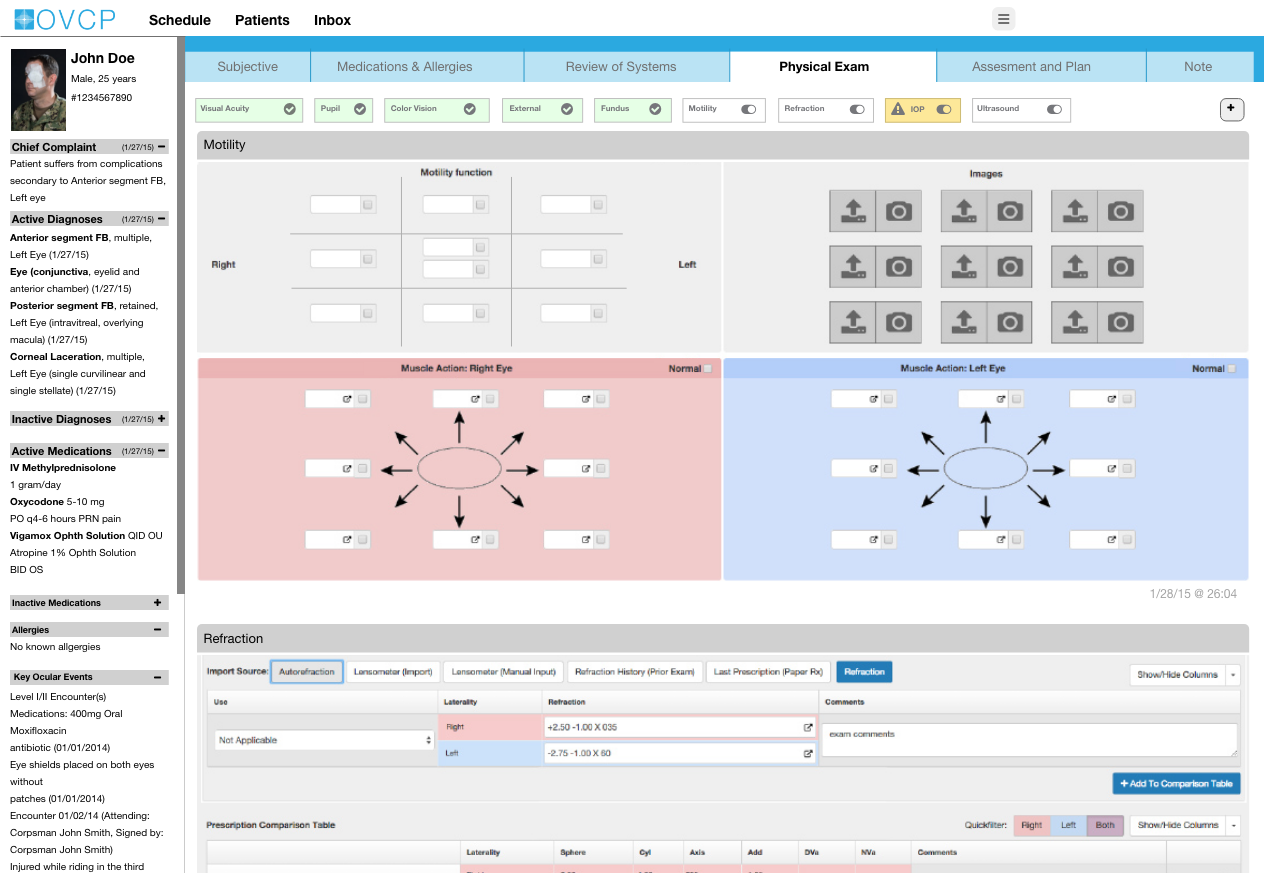 OVCP
Schedule Patients Inbox
John Doe
Male, 25 years
#1234567890
Chief Complaint (1/27/15)
Patient suffers from complications
secondary to Anterior segment FB,
Left eye
Active Diagnoses (1/27/15)
Anterior segment FB, multiple,
Left Eye (1/27/15)
Eye (conjunctiva, eyelid and
anterior chamber) (1/27/15)
Posterior segment FB, retained,
Left Eye (intravitreal, overlying
macula) (1/27/15)
Corneal Laceration, multiple,
Left Eye (single curvilinear and
single stellate) (1/27/15)
Inactive Diagnoses (1/27/15)
Active Medications (1/27/15)
IV Methylprednisolone
1 gram/day
Oxycodone 5-10 mg
PO q4-6 hours PRN pain
Vigamox Ophth Solution QID OU
Atropine 1% Ophth Solution
BID OS
Inactive Medications
Allergies
No known allgergies
Key Ocular Events
Level I/II Encounter(s)
Medications: 400mg Oral
Moxifloxacin
antibiotic (01/01/2014)
Eye shields placed on both eyes
without
patches (01/01/2014)
Encounter 01/02/14 (Attending:
Corpsman John Smith, Signed by:
Corpsman John Smith)
Injured while riding in the third
Subjective Medications & Allergies Review of Systems Physical Exam Assesment and Plan Note
Visual Acuity Pupil Color Vision External Fundus Motility Refraction IOP Ultrasound
Motility
Motility function
Right Left
Images
Muscle Action: Right Eye Normal
Muscle Action: Left Eye Normal
1/28/15 @ 26:04
Refraction
Import Source: Autorefraction Lensometer (Import) Lensometer (Manual Input) Refraction History (Prior Exam) Last Prescription (Paper Rx) Refraction Show/Hide Columns
Use Laterality Refraction Comments
Not Applicable
Right +2.50 -1.00 X 035
Left -2.75 -1.00 X 60
exam comments
+ Add To Comparison Table
Prescription Comparison Table Quickfilter: Right Left Both Show/Hide Columns
Laterality Sphere Cyl Axis Add DVa NVa Comments